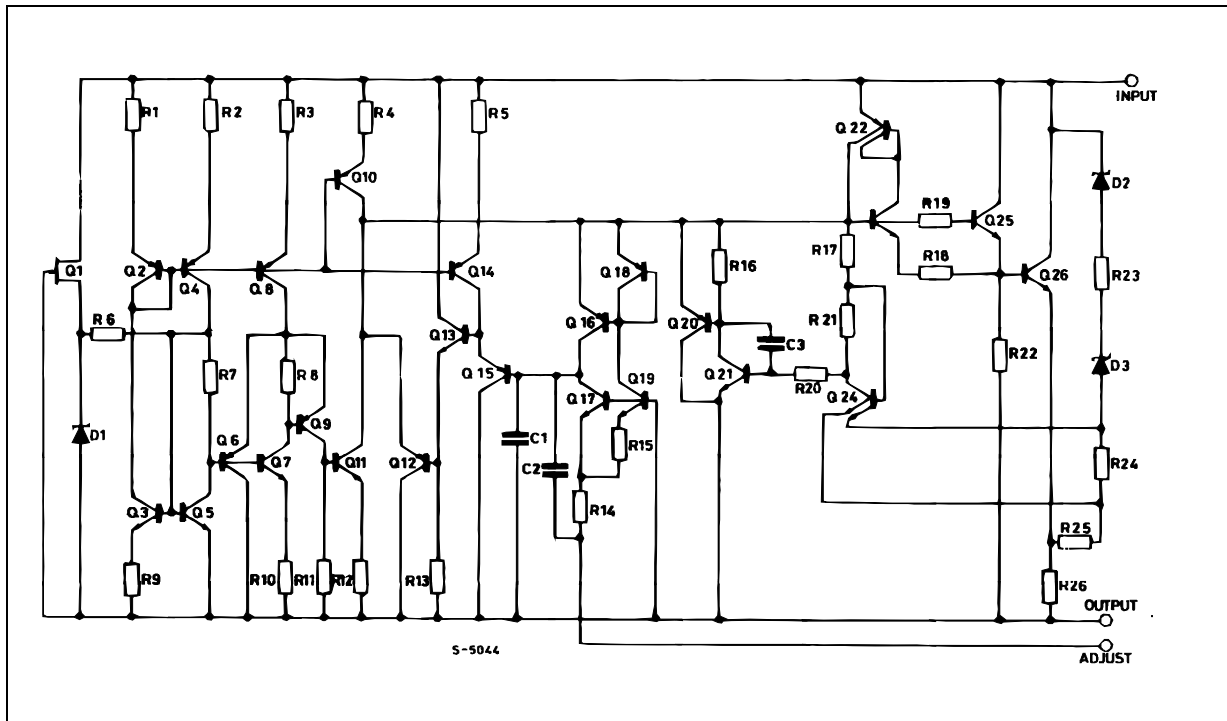 INPUT
R1 R2 R3 R4 R5
Q22
Q10
D2
R19
Q25
R17
R16
Q1 Q2 Q4 Q8 Q14 Q18 R18 Q26
R23
R6 Q13 Q16 Q20 C3 R21
R22
D3
R7 R8 Q15 Q19 Q21 R20
Q24
Q17
Q9
D1 Q6 C1 R15
Q7 Q11 Q12
R24
C2
Q3 Q5 R14
R25
R9 R10 R11 R12 R13
R26
OUTPUT
S-5044
ADJUST